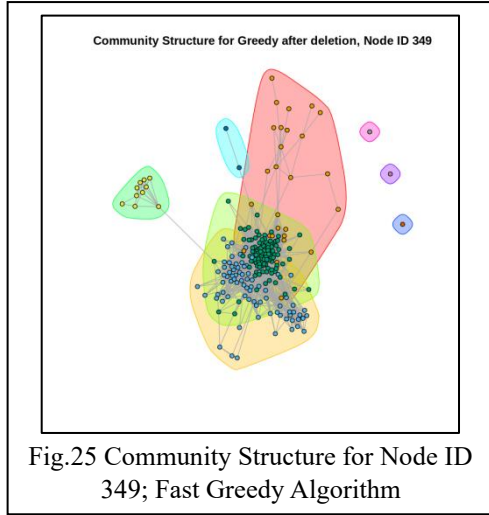 Community Structure for Greedy after deletion, Node ID 349
Fig.25 Community Structure for Node ID
349; Fast Greedy Algorithm